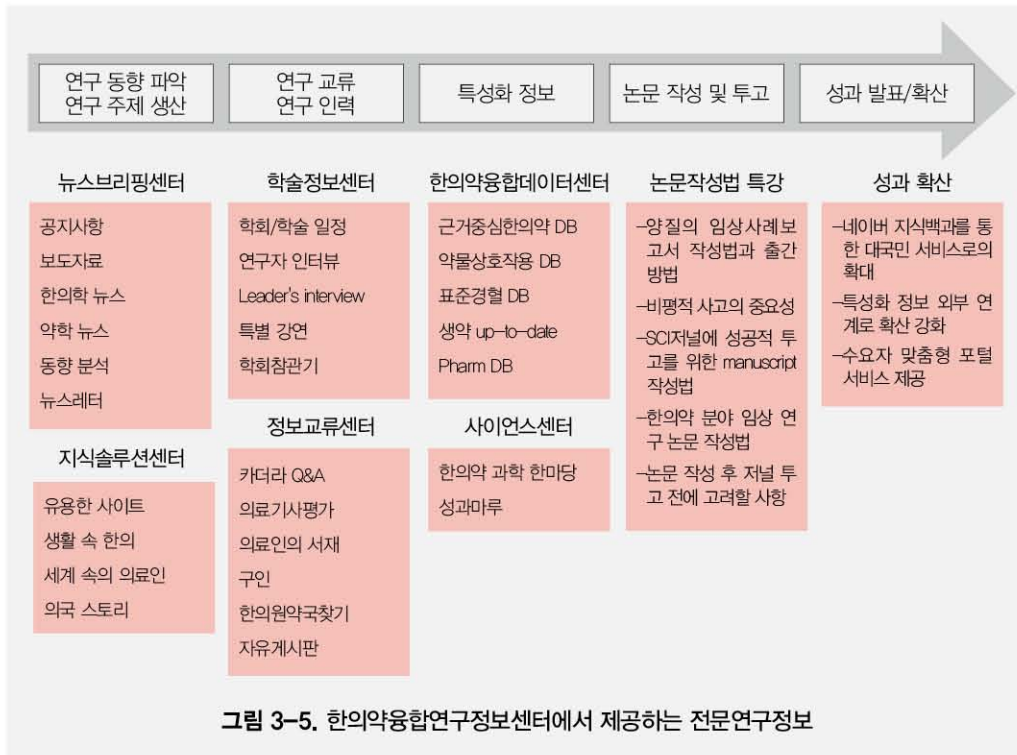 연구 동향 파악
연구 주제 생산
연구 교류
연구 인력
특성화 정보
논문 작성 및 투고
성과 발표/확산
뉴스브리핑센터
공지사항
보도자료
한의학 뉴스
약학 뉴스
동향 분석
뉴스레터
지식솔루션센터
유용한 사이트
생활 속 한의
세계 속의 의료인
의국 스토리
학술정보센터
학회/학술 일정
연구자 인터뷰
Leader's interview
특별 강연
학회참관기
정보교류센터
카더라 Q&A
의료기사평가
의료인의 서재
구인
한의원약국찾기
자유게시판
한의약융합데이터센터
근거중심한의약 DB
약물상호작용 DB
표준경혈 DB
생약 up-to-date
Pharm DB
사이언스센터
한의약 과학 한마당
성과마루
논문작성법 특강
-양질의 임상사례보
고서 작성법과 출간
방법
-비평적 사고의 중요성
-SCI저널에 성공적 투
고를 위한 manuscript
작성법
-한의약 분야 임상 연
구 논문 작성법
-논문 작성 후 저널 투
고 전에 고려할 사항
성과 확산
-네이버 지식백과를 통
한 대국민 서비스로의
확대
-특성화 정보 외부 연
계로 확산 강화
-수요자 맞춤형 포털
서비스 제공
그림 3-5. 한의약융합연구정보센터에서 제공하는 전문연구정보